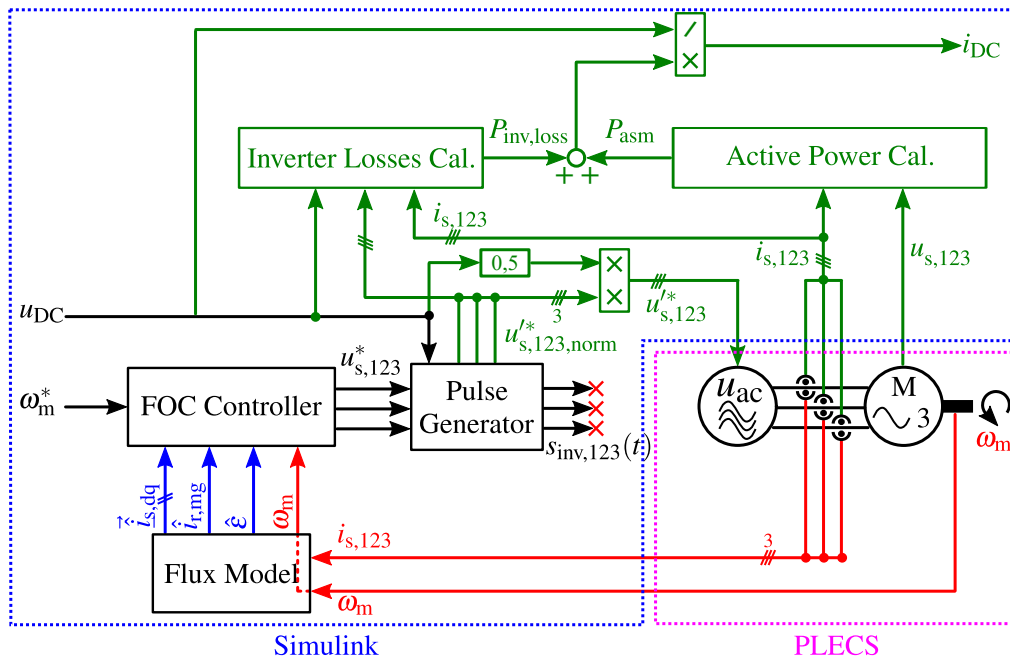 /
×
i_DC
P_inv,loss
P_asm
Inverter Losses Cal.
Active Power Cal.
+ +
i_s,123
i_s,123
u_s,123
0,5
×
×
u'*_s,123
3
u_DC
u'*_s,123,norm
u*_s,123
ω*_m
FOC Controller
Pulse
Generator
s_inv,123(t)
u_ac
M
3
ω_m
î_s,dq
î_r,mg
ε̂
ω_m
i_s,123
3
Flux Model
ω_m
Simulink
PLECS